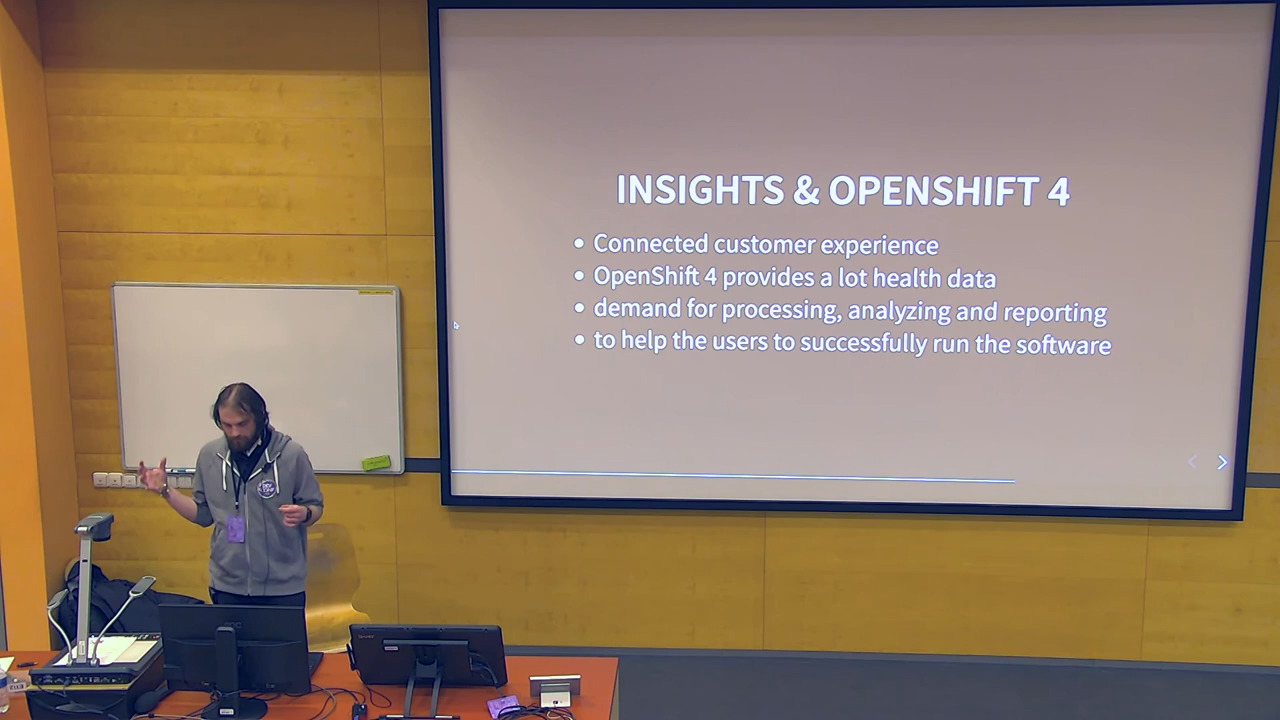 INSIGHTS & OPENSHIFT 4
• Connected customer experience
• OpenShift 4 provides a lot health data
• demand for processing, analyzing and reporting
• to help the users to successfully run the software